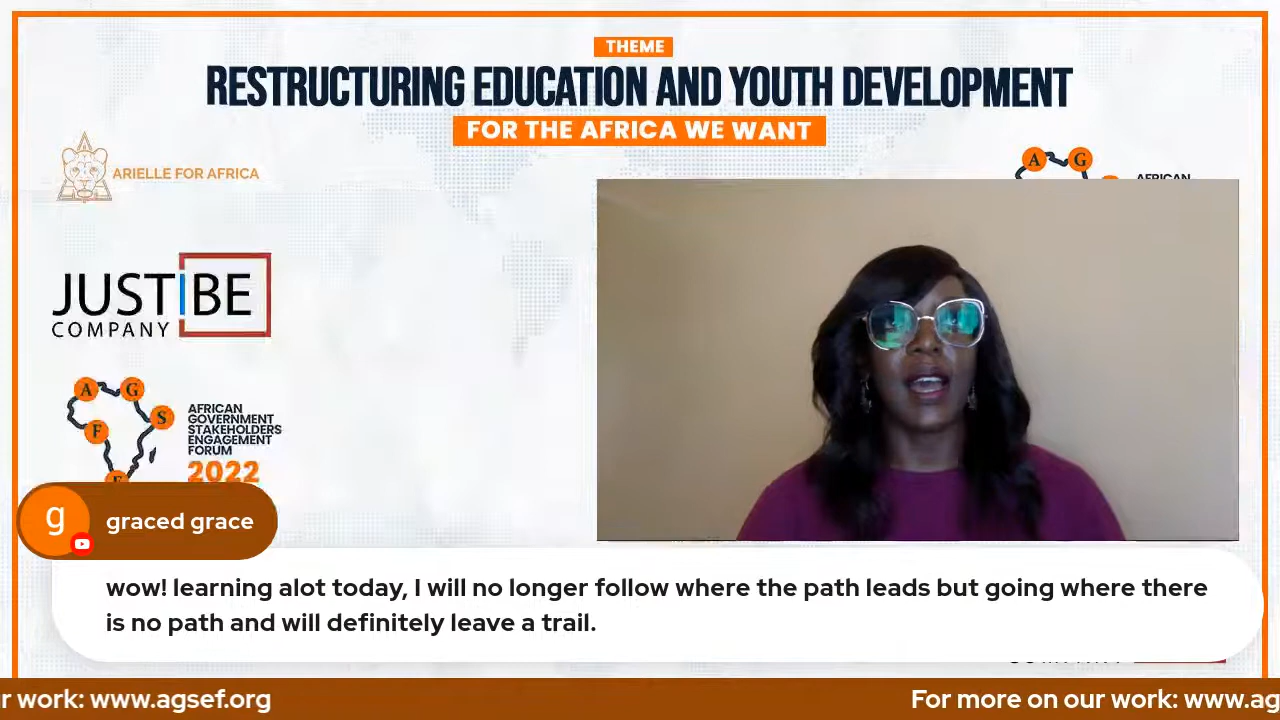 THEME
RESTRUCTURING EDUCATION AND YOUTH DEVELOPMENT
FOR THE AFRICA WE WANT
ARIELLE FOR AFRICA
A G
AFRICAN
JUSTIBE
COMPANY
A G S F E
AFRICAN
GOVERNMENT
STAKEHOLDERS
ENGAGEMENT
FORUM
2022
g
graced grace
wow! learning alot today, I will no longer follow where the path leads but going where there
is no path and will definitely leave a trail.
r work: www.agsef.org
For more on our work: www.ag